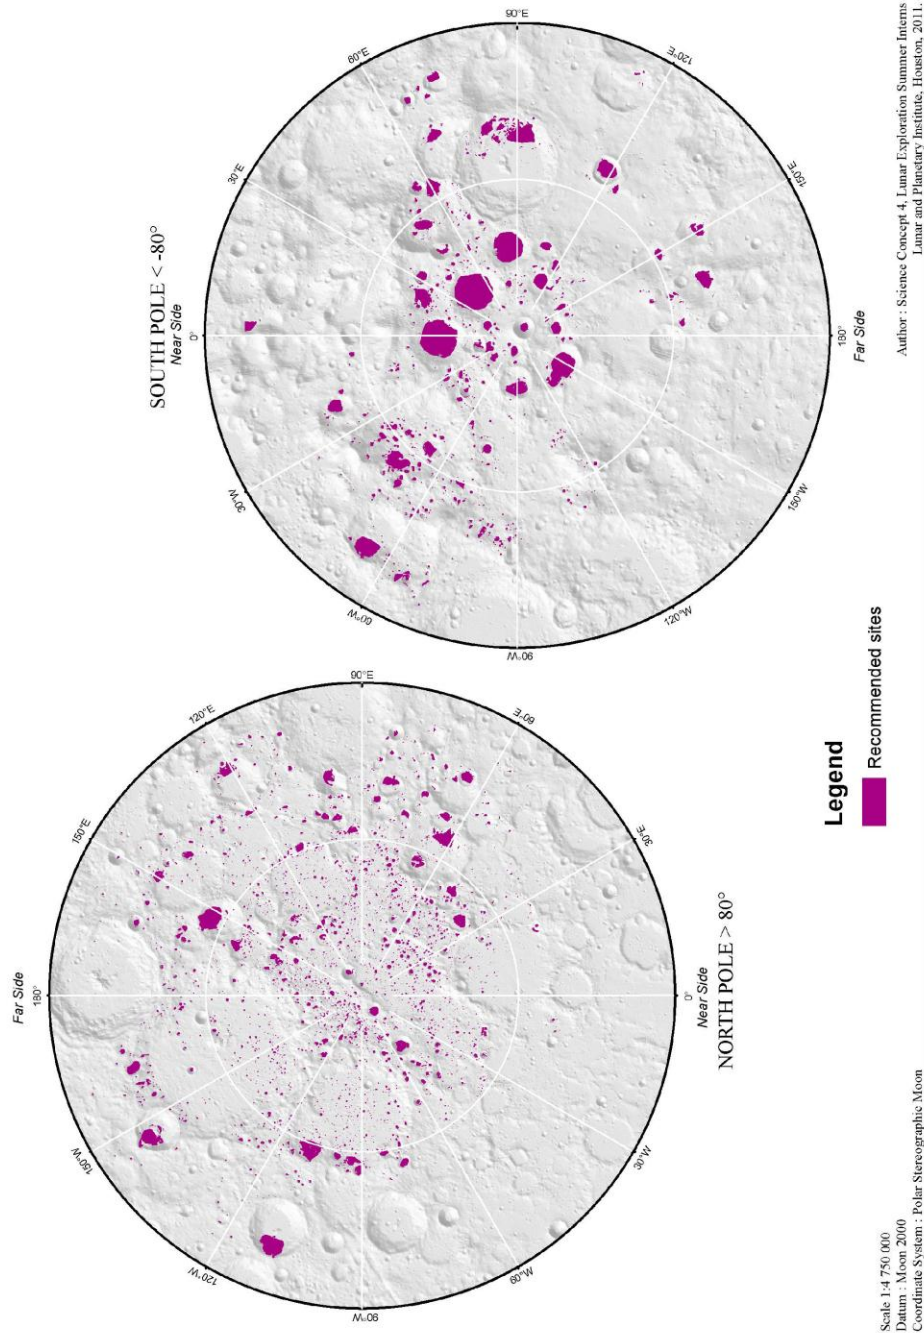 SOUTH POLE < -80°
Near Side
0°
30°E
60°E
90°E
120°E
150°E
180°
Far Side
150°W
120°W
90°W
60°W
30°W
Far Side
180°
150°E
120°E
90°E
60°E
30°E
0°
Near Side
30°W
60°W
90°W
120°W
150°W
NORTH POLE > 80°
Legend
Recommended sites
Scale 1:4 750 000
Datum : Moon 2000
Coordinate System : Polar Stereographic Moon
Author : Science Concept 4, Lunar Exploration Summer Interns
Lunar and Planetary Institute, Houston, 2011.